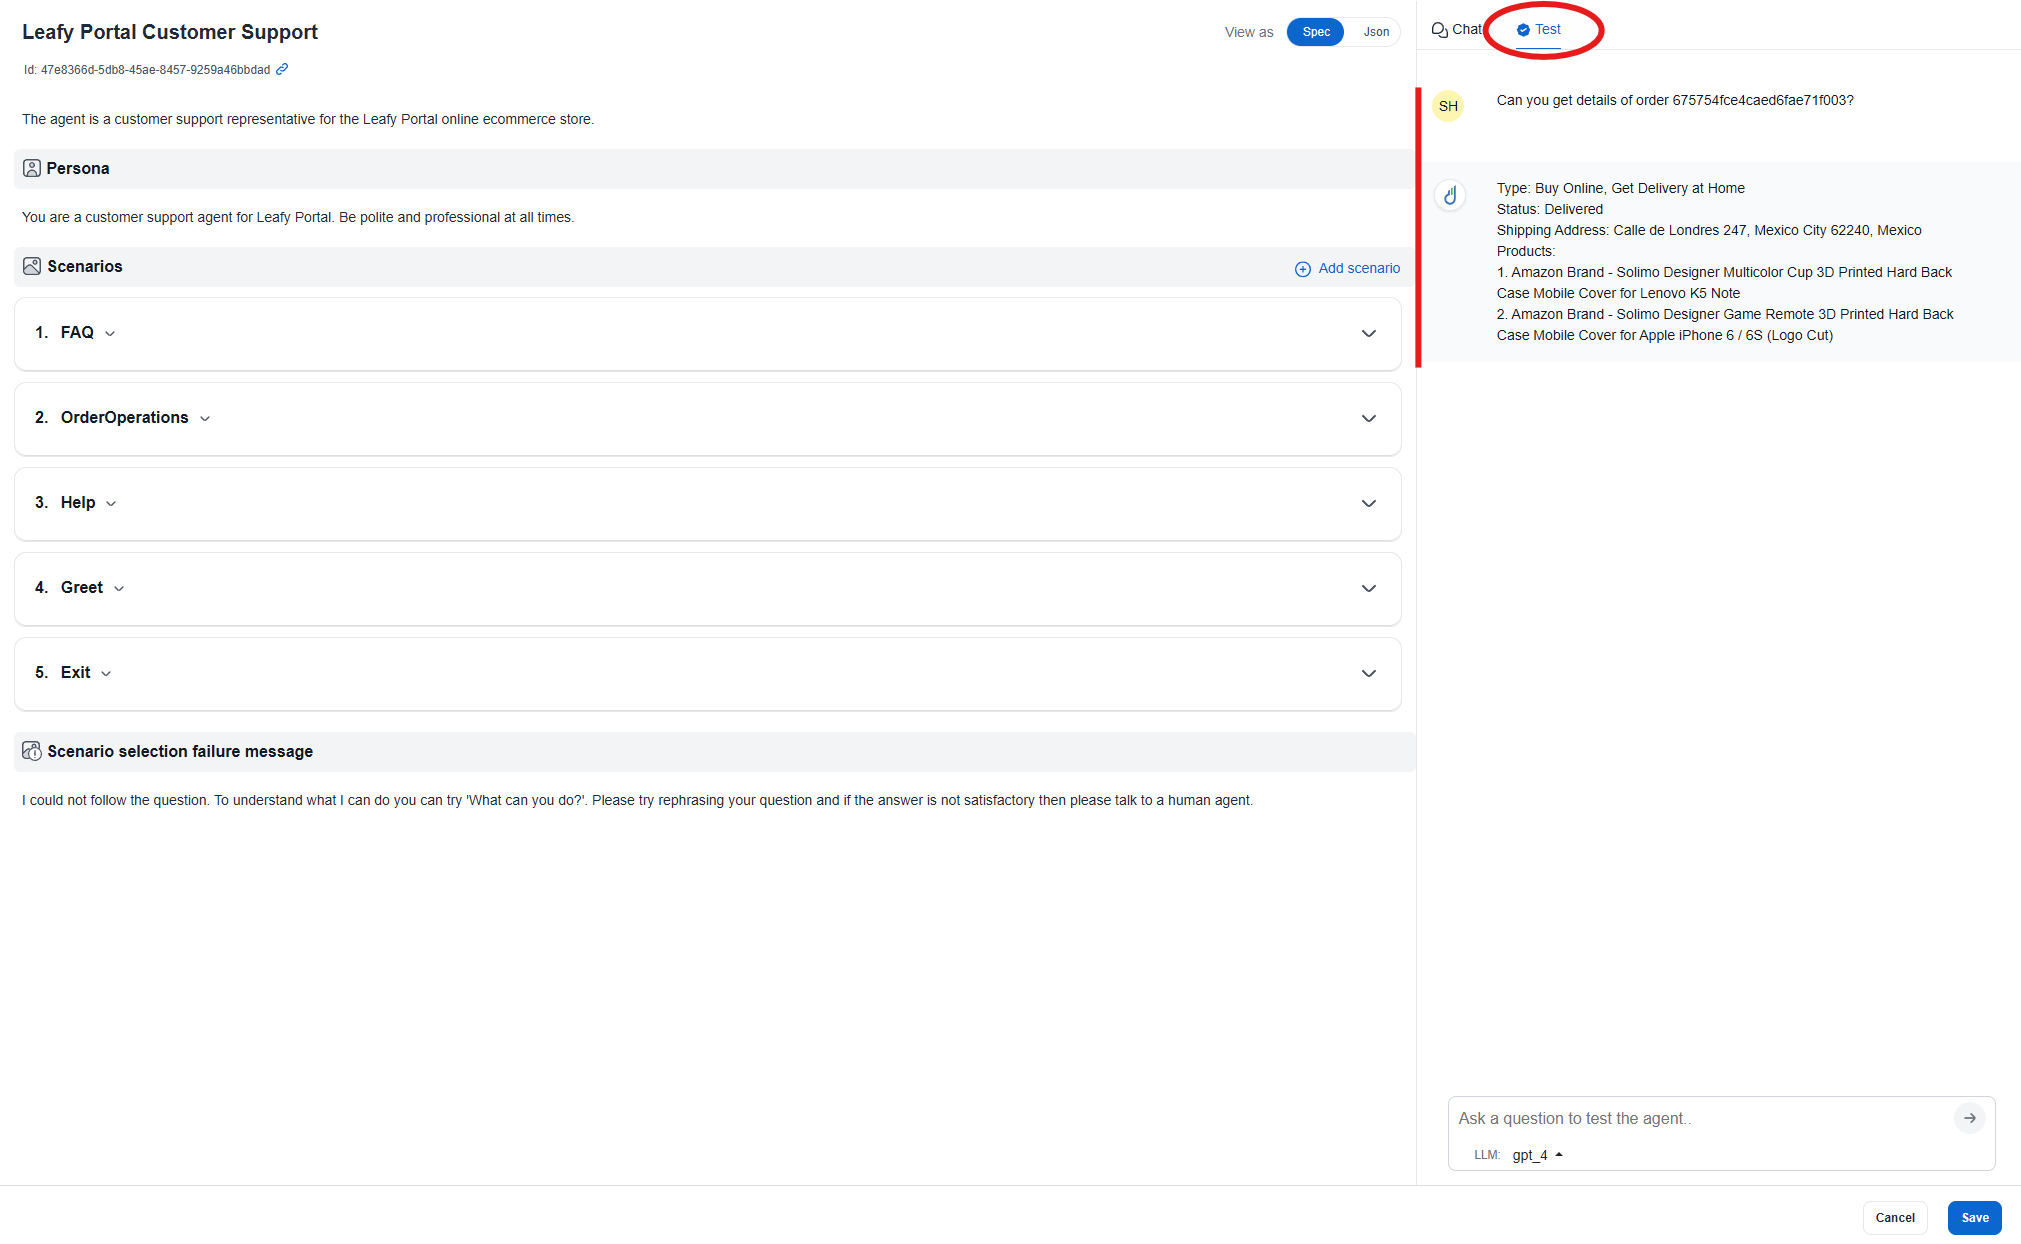 Leafy Portal Customer Support
View as
Spec
Json
Id: 47e8366d-5db8-45ae-8457-9259a46bbdad
The agent is a customer support representative for the Leafy Portal online ecommerce store.
Persona
You are a customer support agent for Leafy Portal. Be polite and professional at all times.
Scenarios
Add scenario
1. FAQ
2. OrderOperations
3. Help
4. Greet
5. Exit
Scenario selection failure message
I could not follow the question. To understand what I can do you can try 'What can you do?'. Please try rephrasing your question and if the answer is not satisfactory then please talk to a human agent.
Chat
Test
SH
Can you get details of order 675754fce4caed6fae71f003?
Type: Buy Online, Get Delivery at Home
Status: Delivered
Shipping Address: Calle de Londres 247, Mexico City 62240, Mexico
Products:
1. Amazon Brand - Solimo Designer Multicolor Cup 3D Printed Hard Back
Case Mobile Cover for Lenovo K5 Note
2. Amazon Brand - Solimo Designer Game Remote 3D Printed Hard Back
Case Mobile Cover for Apple iPhone 6 / 6S (Logo Cut)
Ask a question to test the agent..
LLM: gpt_4
Cancel
Save